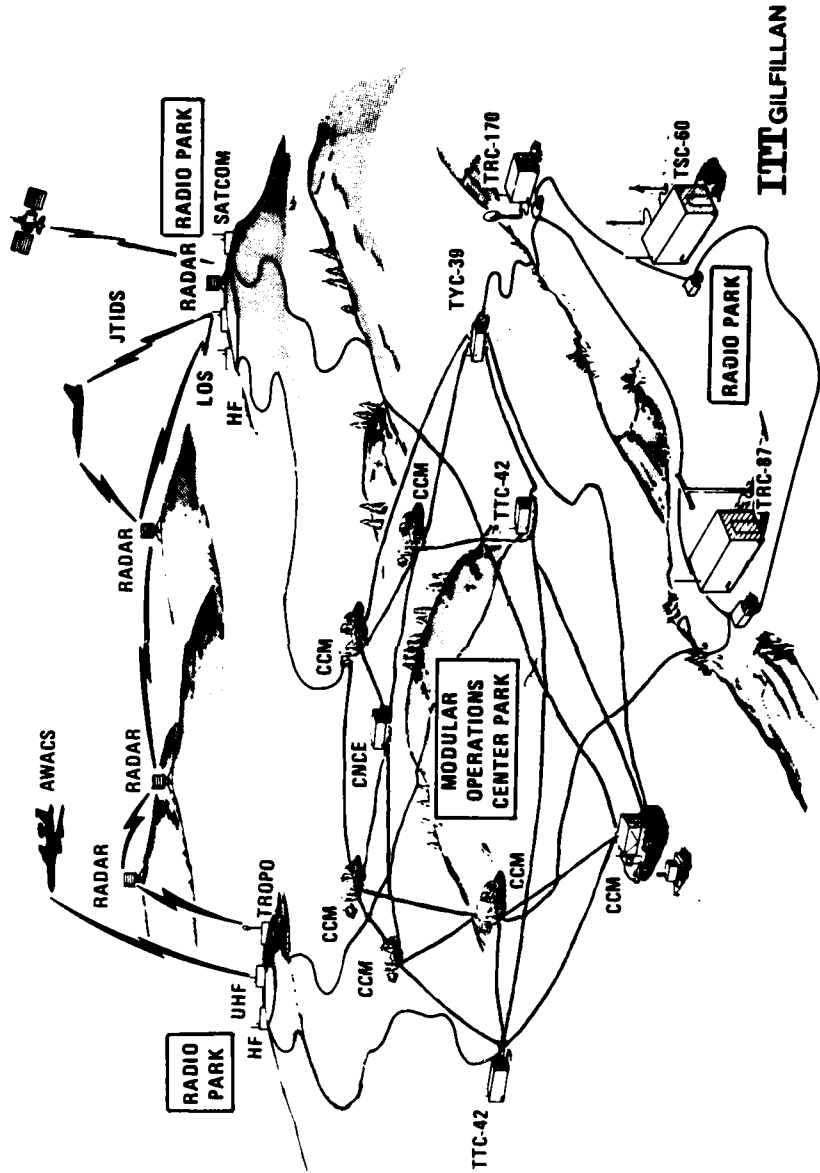 AWACS
RADAR
RADAR
RADAR
JTIDS
RADIO PARK
SATCOM
RADAR
LOS
HF
TROPO
UHF
HF
RADIO
PARK
CCM
CCM
CNCE
CCM
CCM
TTC-42
TYC-39
TRC-170
MODULAR
OPERATIONS
CENTER PARK
CCM
CCM
TTC-42
TRC-87
RADIO PARK
TSC-60
ITT GILFILLAN